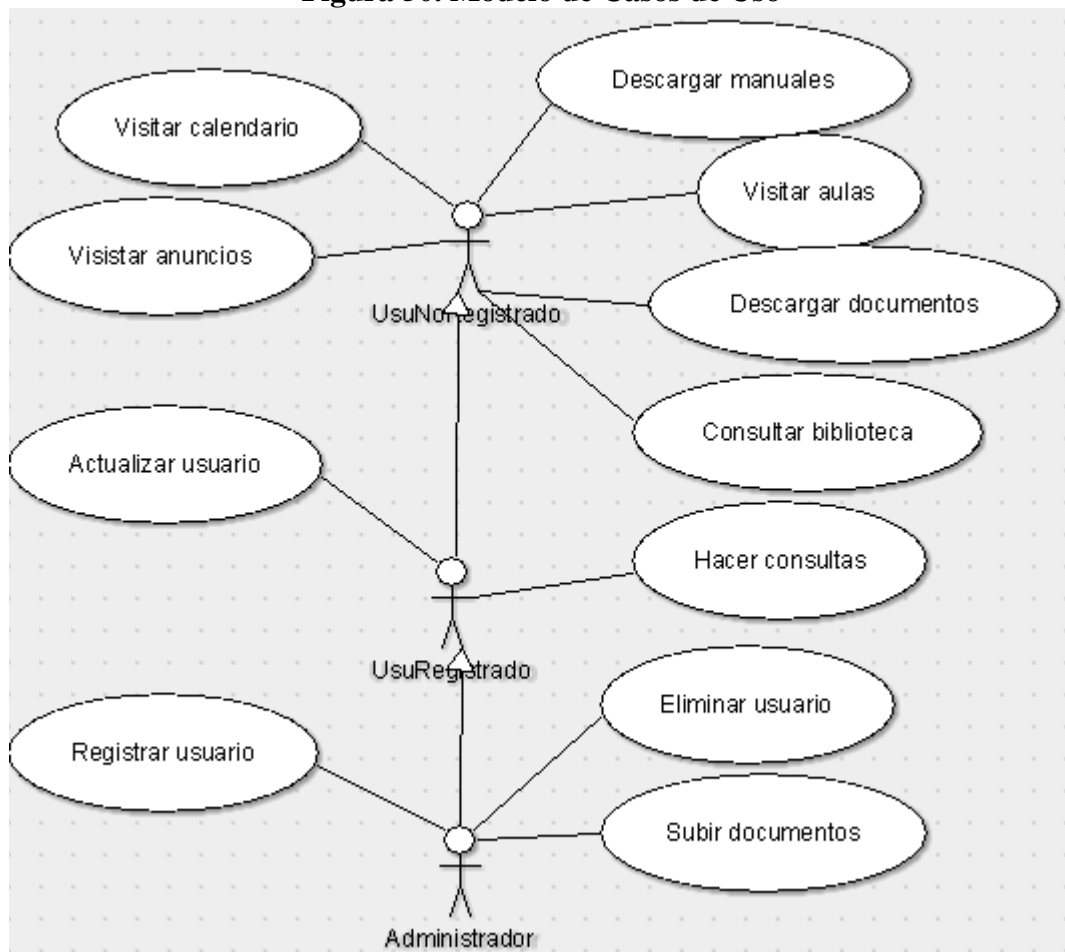 Figura 36. Modelo de Casos de Uso
Descargar manuales
Visitar calendario
Visitar aulas
Visistar anuncios
Descargar documentos
UsuNoRegistrado
Consultar biblioteca
Actualizar usuario
Hacer consultas
UsuRegistrado
Eliminar usuario
Registrar usuario
Subir documentos
Administrador